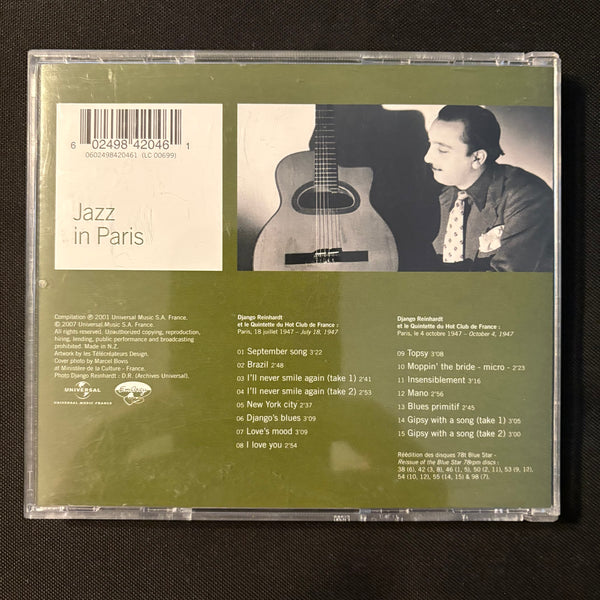 6 02498 42046 1
0602498420461 (LC 00699)
Jazz
in Paris
Compilation ℗ 2001 Universal Music S.A. France.
© 2007 Universal Music S.A. France.
All rights reserved. Unauthorized copying, reproduction,
hiring, lending, public performance and broadcasting
prohibited. Made in N.Z.
Artwork by les Télécréateurs Design.
Cover photo by Marcel Bovis
at Ministère de la Culture - France.
Photo Django Reinhardt : D.R. (Archives Universal).
UNIVERSAL
UNIVERSAL MUSIC FRANCE
EmArcy
Django Reinhardt
et le Quintette du Hot Club de France :
Paris, 18 juillet 1947 – July 18, 1947
01 September song 3'22
02 Brazil 2'48
03 I'll never smile again (take 1) 2'41
04 I'll never smile again (take 2) 2'53
05 New York city 2'37
06 Django's blues 3'09
07 Love's mood 3'09
08 I love you 2'54
Django Reinhardt
et le Quintette du Hot Club de France :
Paris, le 4 octobre 1947 – October 4, 1947
09 Topsy 3'08
10 Moppin' the bride - micro - 2'23
11 Insensiblement 3'16
12 Mano 2'56
13 Blues primitif 2'45
14 Gipsy with a song (take 1) 3'05
15 Gipsy with a song (take 2) 3'00
Réédition des disques 78t Blue Star -
Reissue of the Blue Star 78rpm discs :
38 (6), 42 (3, 8), 46 (1, 5), 50 (2, 11), 53 (9, 12),
54 (10, 12), 55 (14, 15) & 98 (7).